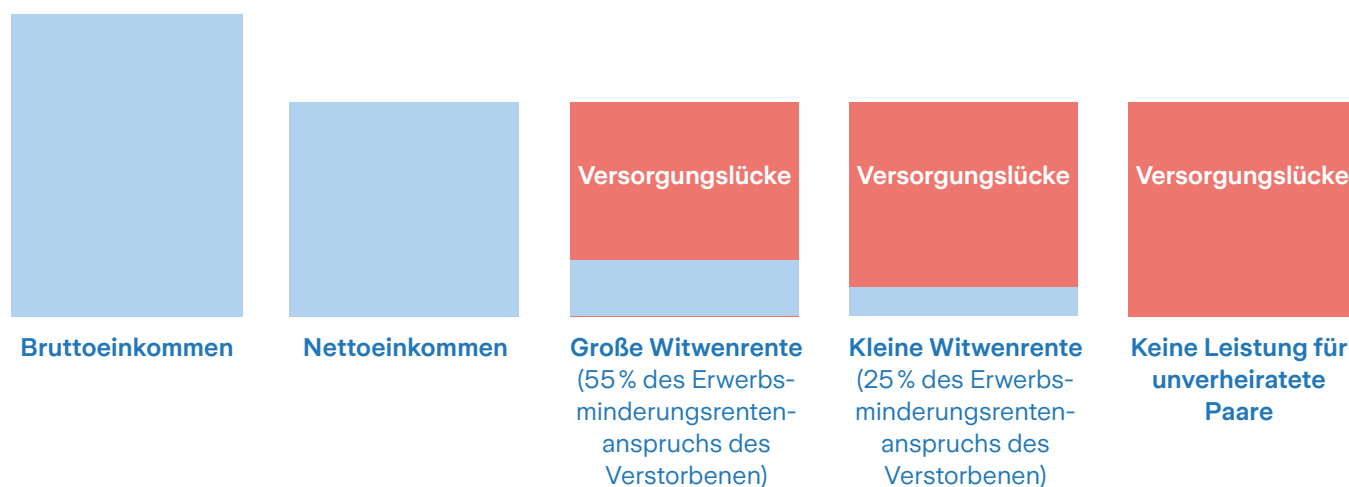 Versorgungslücke
Versorgungslücke
Versorgungslücke
Bruttoeinkommen
Nettoeinkommen
Große Witwenrente
(55 % des Erwerbs-
minderungsrenten-
anspruchs des
Verstorbenen)
Kleine Witwenrente
(25 % des Erwerbs-
minderungsrenten-
anspruchs des
Verstorbenen)
Keine Leistung für
unverheiratete
Paare